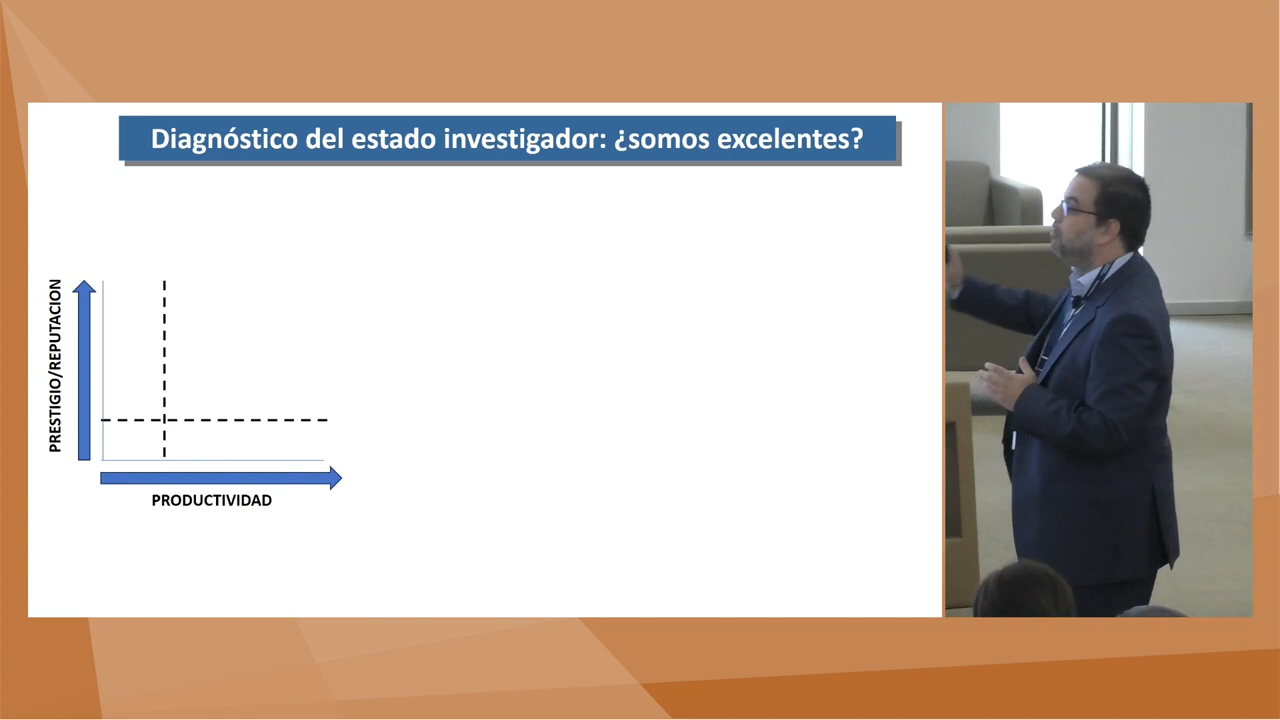 Diagnóstico del estado investigador: ¿somos excelentes?
PRESTIGIO/REPUTACION
PRODUCTIVIDAD